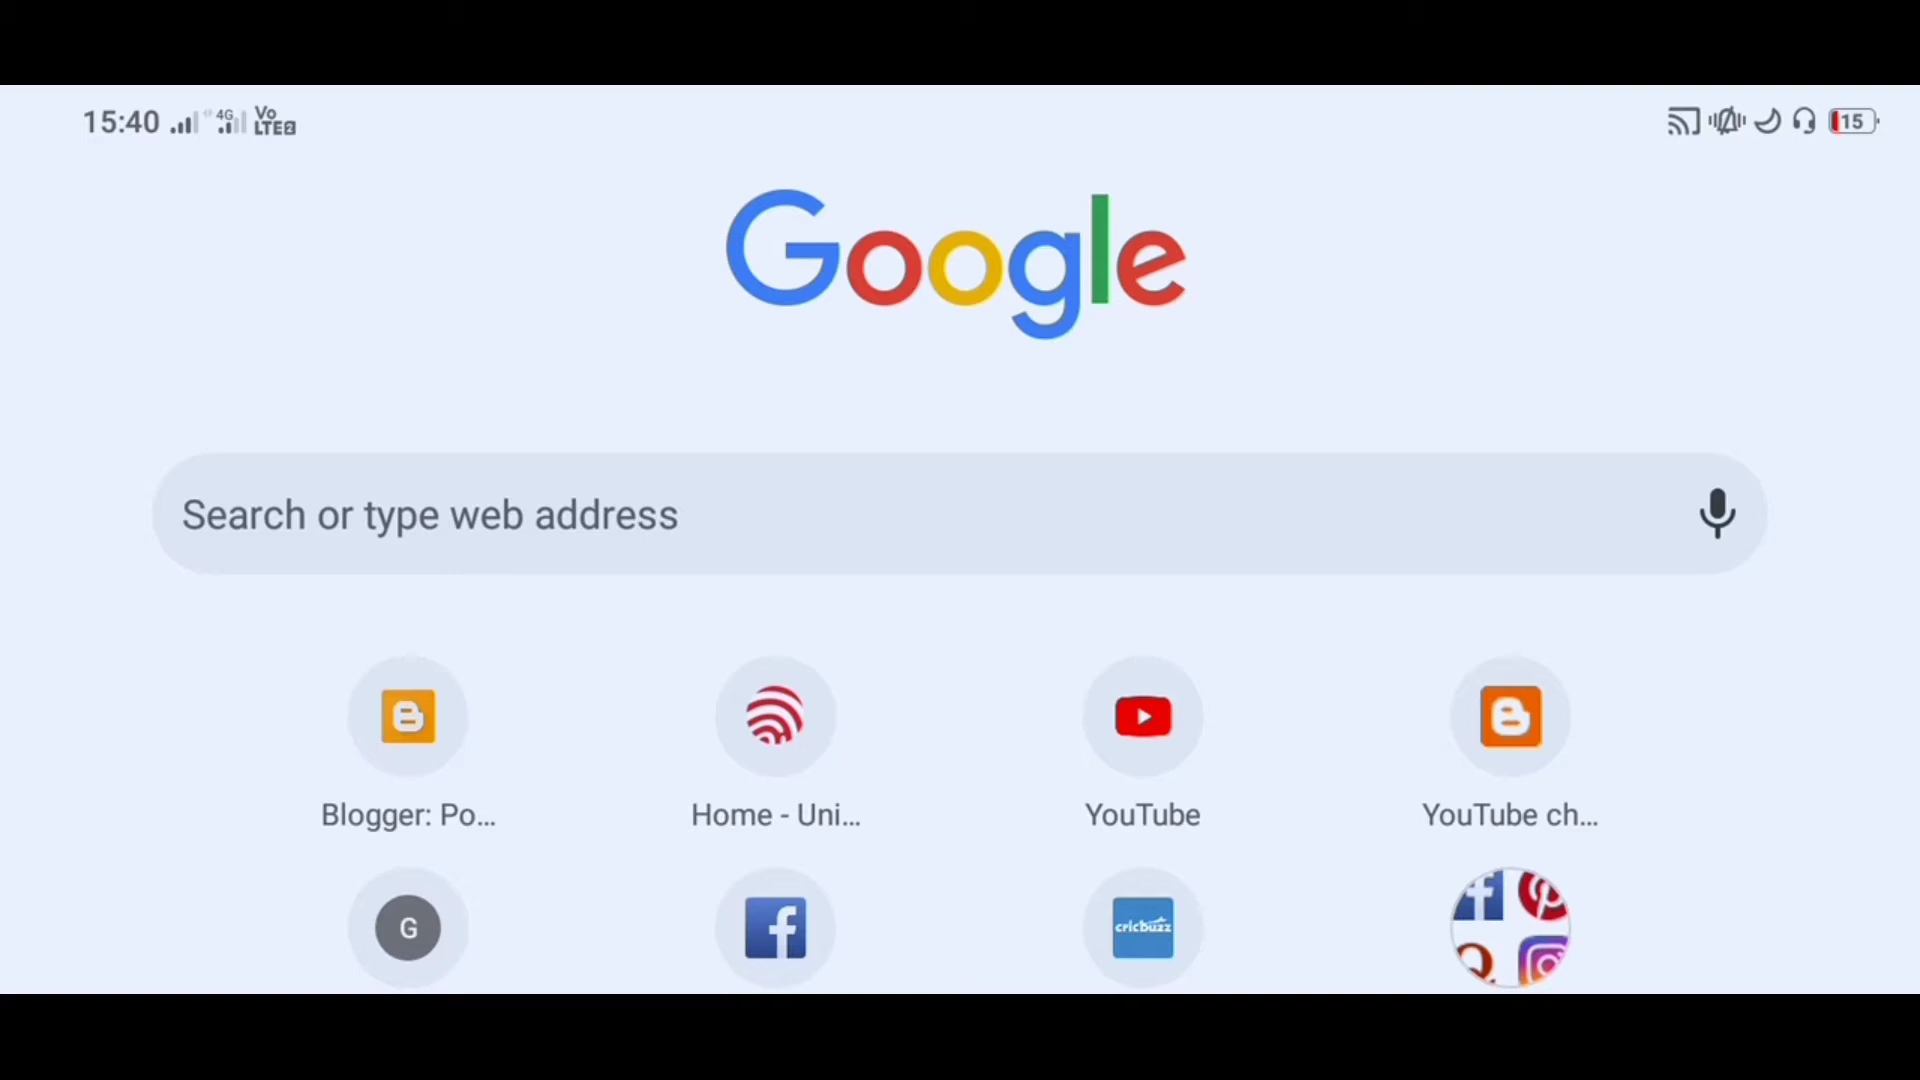 15:40 4G Vo LTE2 15
Google
Search or type web address
Blogger: Po... Home - Uni... YouTube YouTube ch...
G cricbuzz